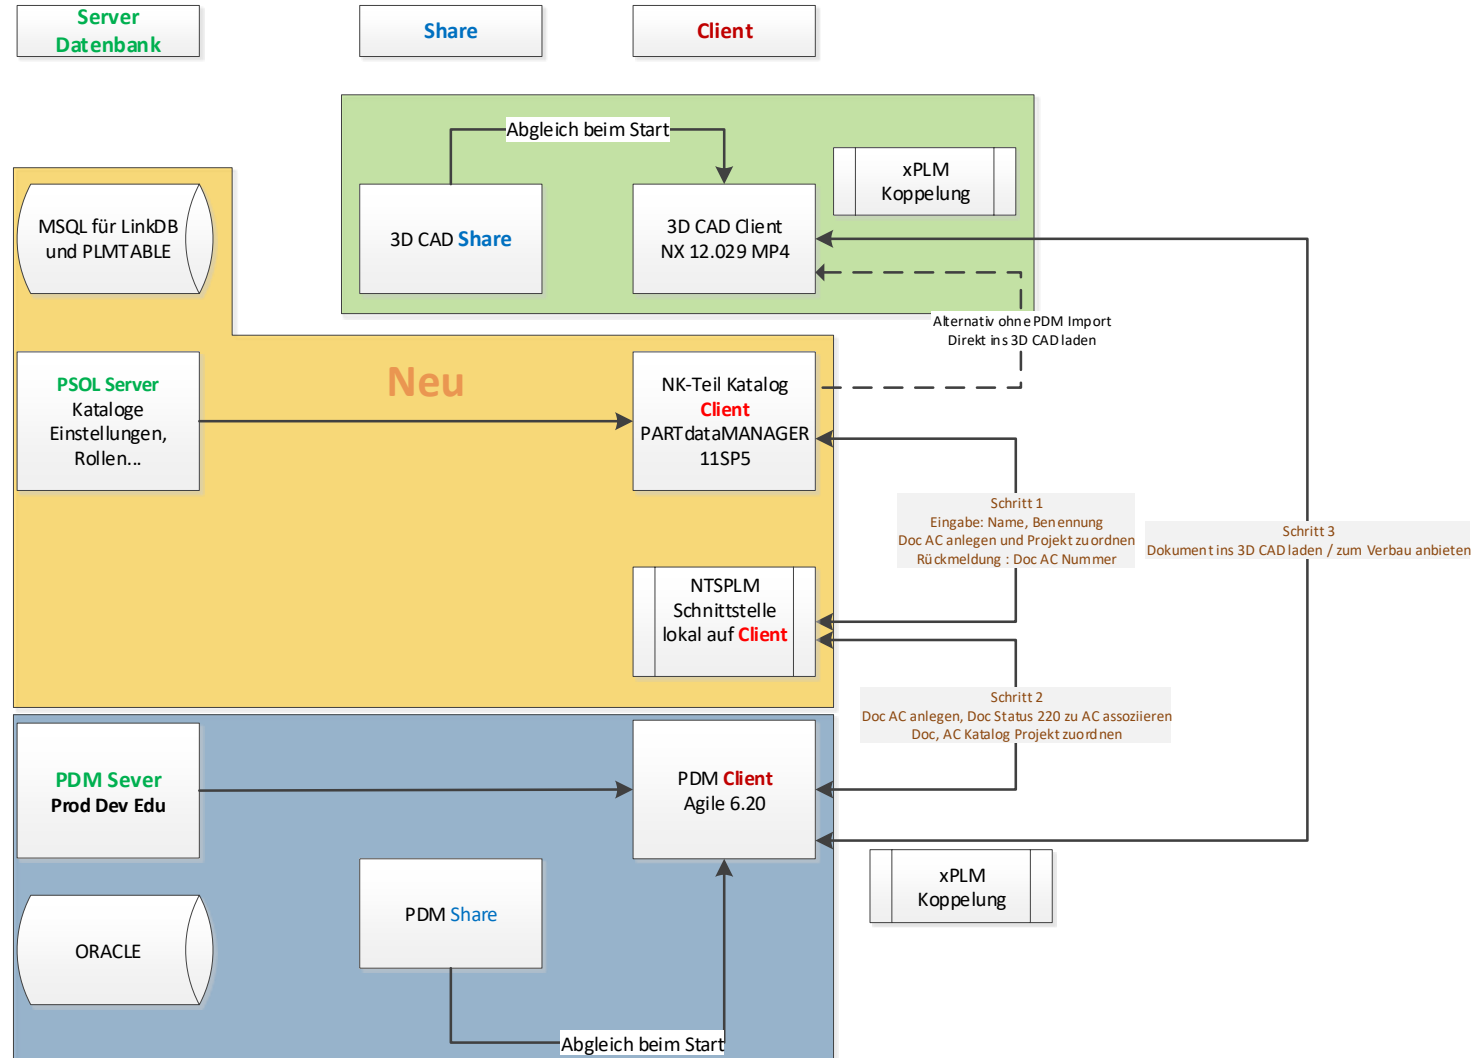 Server
Datenbank
Share
Client
Abgleich beim Start
xPLM
Koppelung
MSQL für LinkDB
und PLMTABLE
3D CAD Share
3D CAD Client
NX 12.029 MP4
Alternativ ohne PDM Import
Direkt ins 3D CAD laden
Neu
PSOL Server
Kataloge
Einstellungen,
Rollen...
NK-Teil Katalog
Client
PARTdataMANAGER
11SP5
Schritt 1
Eingabe: Name, Benennung
Doc AC anlegen und Projekt zuordnen
Rückmeldung : Doc AC Nummer
Schritt 3
Dokument ins 3D CAD laden / zum Verbau anbieten
NTSPLM
Schnittstelle
lokal auf Client
Schritt 2
Doc AC anlegen, Doc Status 220 zu AC assoziieren
Doc, AC Katalog Projekt zuordnen
PDM Sever
Prod Dev Edu
PDM Client
Agile 6.20
xPLM
Koppelung
PDM Share
ORACLE
Abgleich beim Start